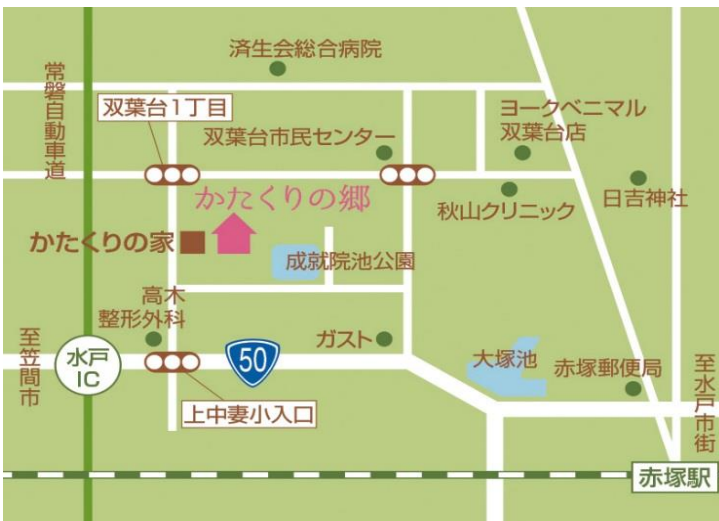 済生会総合病院
常磐自動車道
双葉台1丁目
双葉台市民センター
ヨークベニマル
双葉台店
秋山クリニック
日吉神社
かたくりの郷
かたくりの家
成就院池公園
高木
整形外科
至笠間市
水戸
IC
50
ガスト
大塚池
赤塚郵便局
至水戸市街
上中妻小入口
赤塚駅